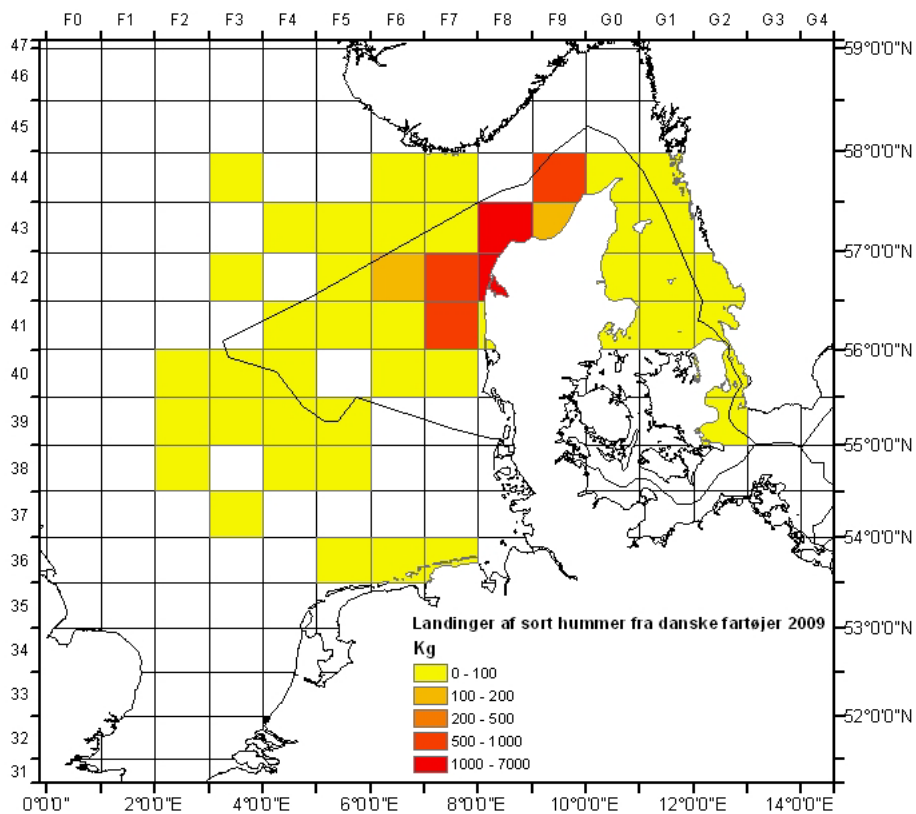 F0 F1 F2 F3 F4 F5 F6 F7 F8 F9 G0 G1 G2 G3 G4
47
46
45
44
43
42
41
40
39
38
37
36
35
34
33
32
31
59°0'0"N
58°0'0"N
57°0'0"N
56°0'0"N
55°0'0"N
54°0'0"N
53°0'0"N
52°0'0"N
Landinger af sort hummer fra danske fartøjer 2009
Kg
0 - 100
100 - 200
200 - 500
500 - 1000
1000 - 7000
0°0'0" 2°0'0"E 4°0'0"E 6°0'0"E 8°0'0"E 10°0'0"E 12°0'0"E 14°0'0"E